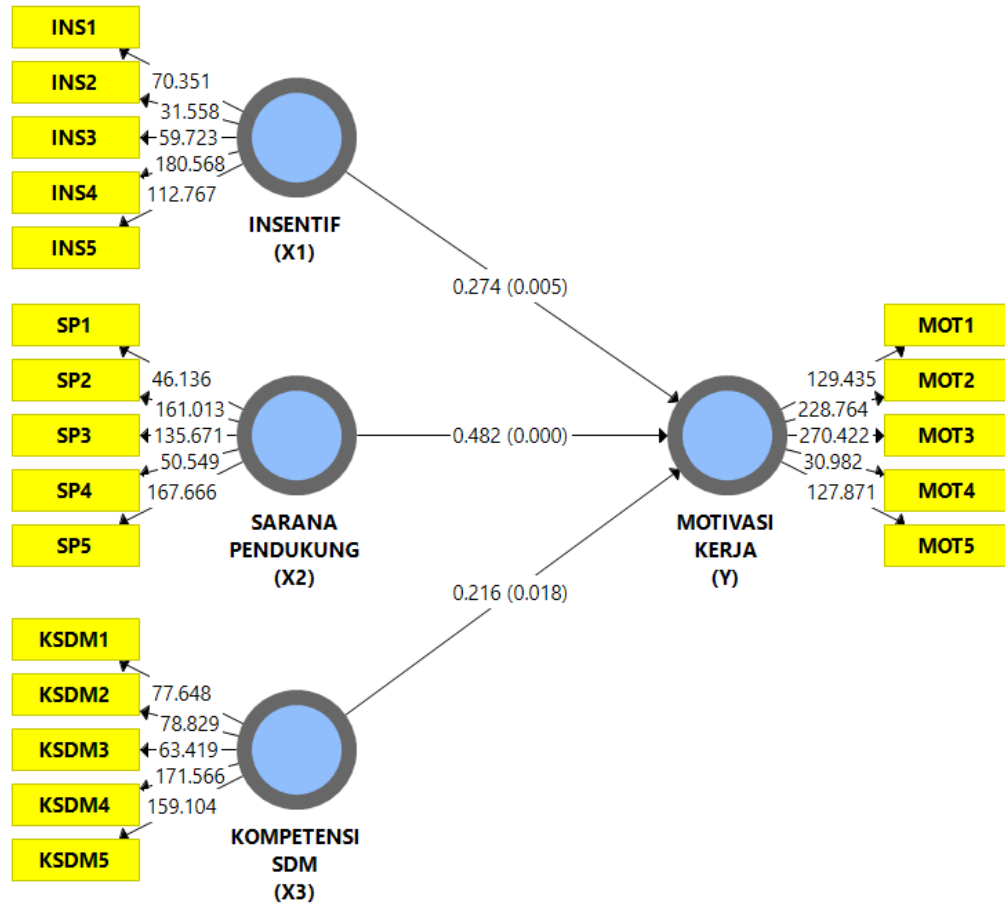 INS1
INS2
INS3
INS4
INS5
70.351
31.558
59.723
180.568
112.767
INSENTIF
(X1)
0.274 (0.005)
SP1
SP2
SP3
SP4
SP5
46.136
161.013
135.671
50.549
167.666
SARANA
PENDUKUNG
(X2)
0.482 (0.000)
KSDM1
KSDM2
KSDM3
KSDM4
KSDM5
77.648
78.829
63.419
171.566
159.104
KOMPETENSI
SDM
(X3)
0.216 (0.018)
MOTIVASI
KERJA
(Y)
129.435
228.764
270.422
30.982
127.871
MOT1
MOT2
MOT3
MOT4
MOT5